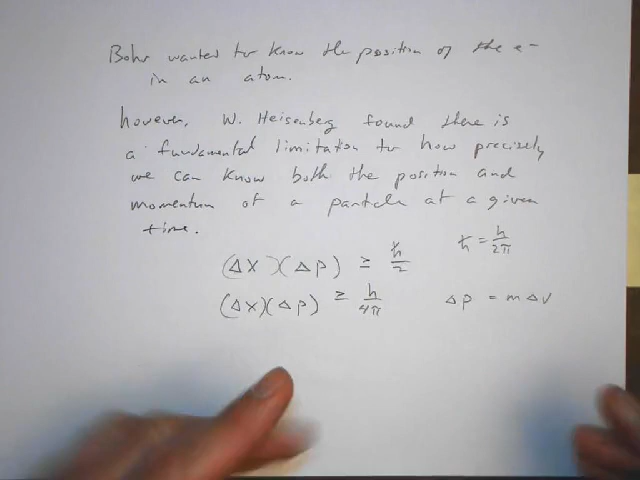 Bohr wanted to know the position of the e-
in an atom.
however, W. Heisenberg found there is
a fundamental limitation to how precisely
we can know both the position and
momentum of a particle at a given
time.
(Δx)(Δp) ≥ ħ/2
ħ = h/2π
(Δx)(Δp) ≥ h/4π
Δp = mΔv